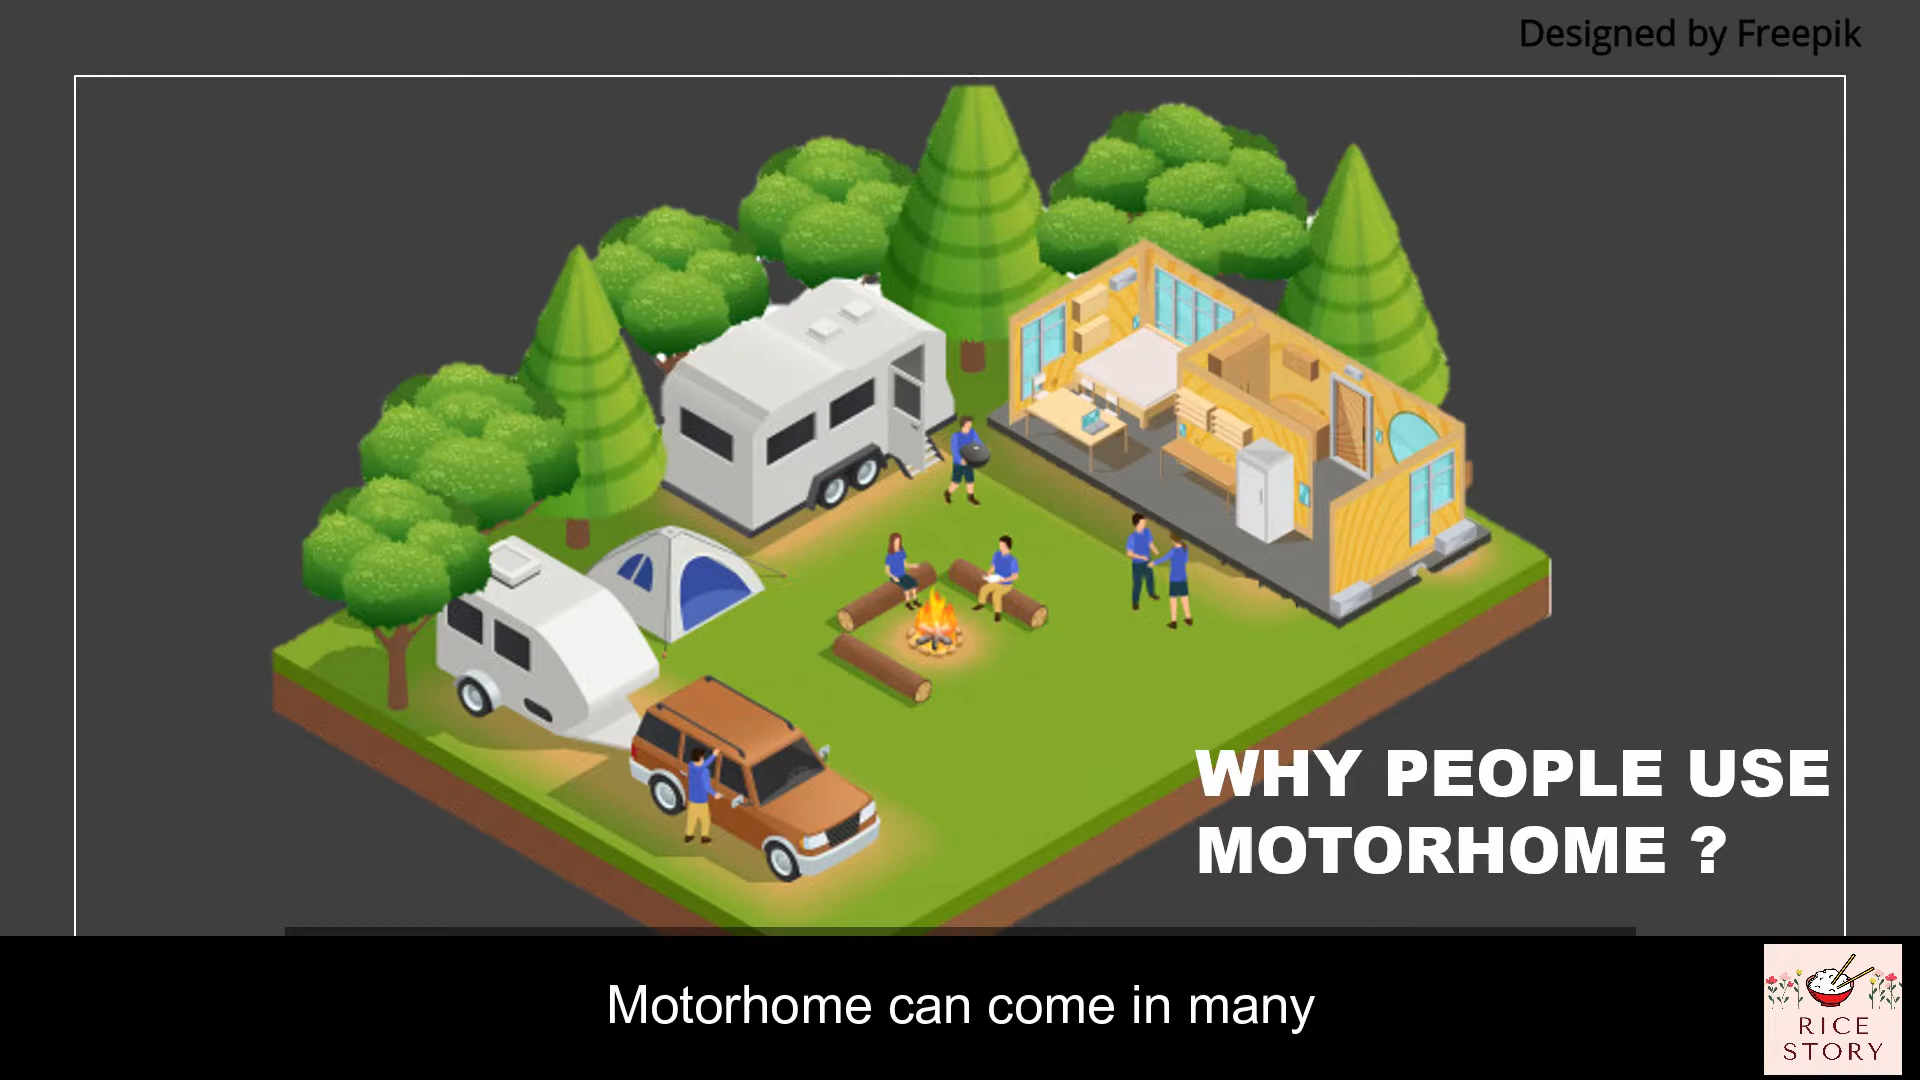 Designed by Freepik
WHY PEOPLE USE
MOTORHOME ?
Motorhome can come in many
RICE
STORY